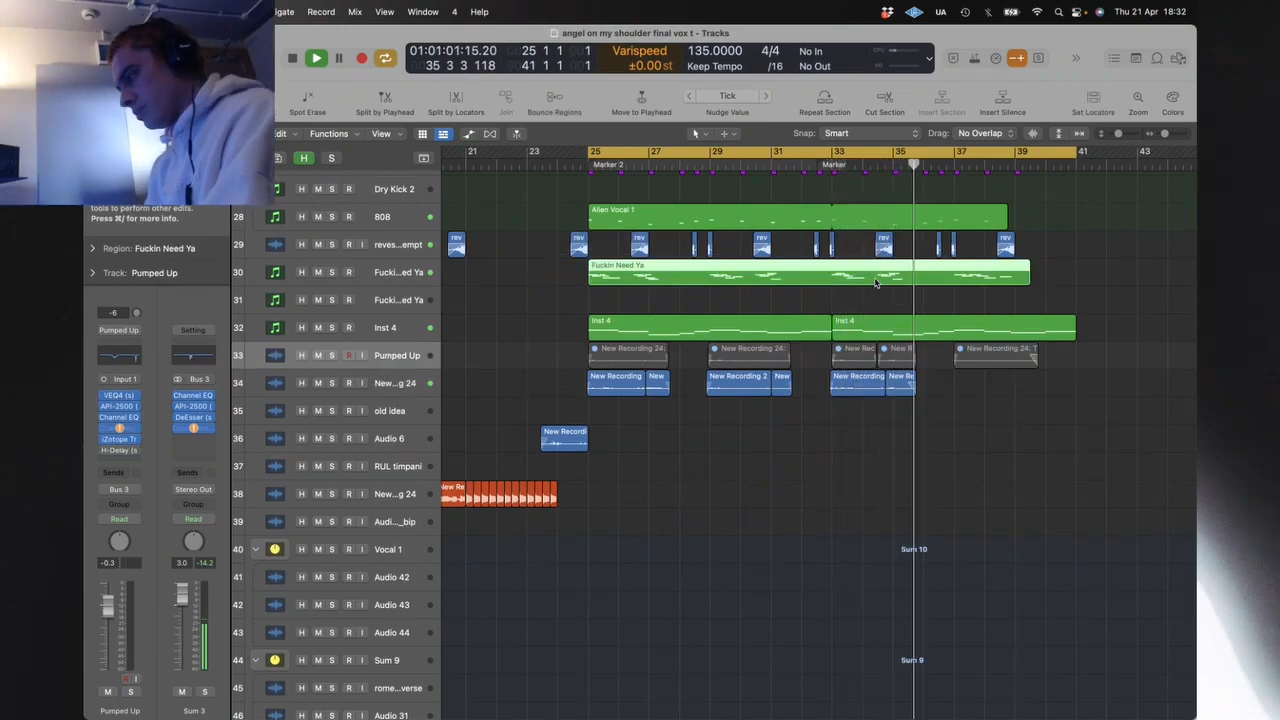 igate Record Mix View Window 4 Help UA Thu 21 Apr 18:32
angel on my shoulder final vox t - Tracks
01:01:01:15.20 25 1 1 Varispeed 135.0000 4/4 No In CPU
35 3 3 118 41 1 1 ±0.00 st Keep Tempo /16 No Out
Tick
Spot Erase Split by Playhead Split by Locators Join Bounce Regions Move to Playhead Nudge Value Repeat Section Cut Section Insert Section Insert Silence Set Locators Zoom Colors
Edit Functions View Snap: Smart Drag: No Overlap
21 23 25 27 29 31 33 35 37 39 41 43
H S Marker 2 Marker
Dry Kick 2 M S R
28 808 M S R Alien Vocal 1
29 reves...empt M S R rev rev rev rev rev rev
30 Fucki...ed Ya M S R Fuckin Need Ya
31 Fucki...ed Ya M S R
32 Inst 4 M S R Inst 4 Inst 4
33 Pumped Up M S R I New Recording 24: New Recording 24: New Rec New R New Recording 24: T
34 New...g 24 M S R I New Recording New New Recording 2 New New Recording New Re
35 old idea M S R I
36 Audio 6 M S R I New Recordi
37 RUL timpani M S R I
38 New...g 24 M S R I New Re
39 Audi..._bip M S R I
40 Vocal 1 M S R I Sum 10
41 Audio 42 M S R I
42 Audio 43 M S R I
43 Audio 44 M S R I
44 Sum 9 M S R I Sum 9
45 rome...verse M S R I
46 Audio 31 M S R I
tools to perform other edits.
Press ⌘/ for more info.
Region: Fuckin Need Ya
Track: Pumped Up
-6
Pumped Up Setting
Input 1 Bus 3
VEQ4 (s) Channel EQ
API-2500 ( API-2500 (
Channel EQ DeEsser (s
iZotope Tr
H-Delay (s
Sends Sends
Bus 3 Stereo Out
Group Group
Read Read
-0.3 3.0 -14.2
R I
M S M S
Pumped Up Sum 3